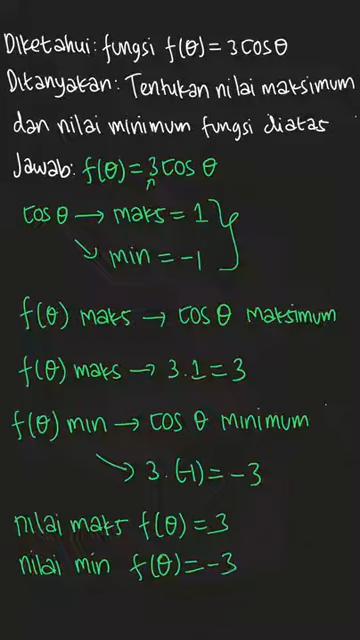 Diketahui: fungsi f(θ) = 3 cos θ
Ditanyakan: Tentukan nilai maksimum
dan nilai minimum fungsi diatas
Jawab: f(θ) = 3 cos θ
cos θ → maks = 1
↘ min = -1
f(θ) maks → cos θ maksimum
f(θ) maks → 3.1 = 3
f(θ) min → cos θ minimum
↘ 3.(-1) = -3
nilai maks f(θ) = 3
nilai min f(θ) = -3